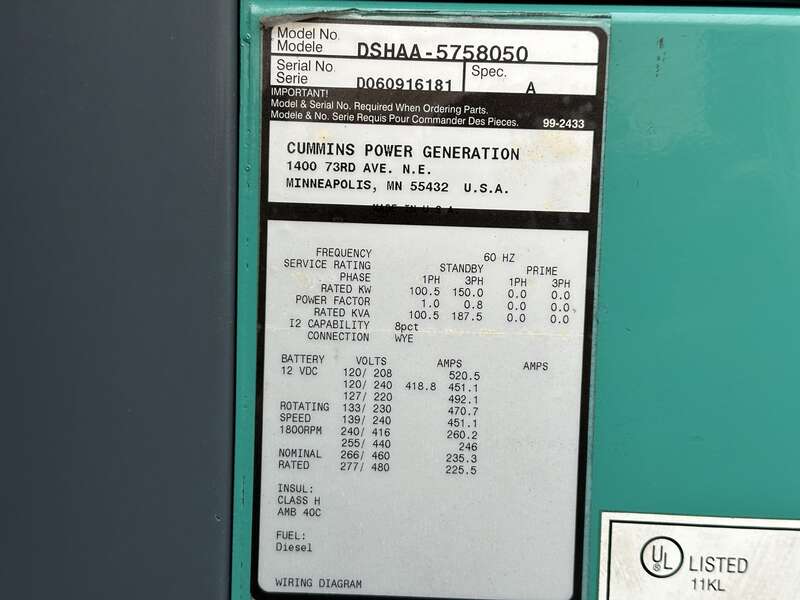 Model No.
Modele DSHAA-5758050
Serial No.
Serie D060916181 Spec. A
IMPORTANT!
Model & Serial No. Required When Ordering Parts.
Modele & No. Serie Requis Pour Commander Des Pieces. 99-2433
CUMMINS POWER GENERATION
1400 73RD AVE. N.E.
MINNEAPOLIS, MN 55432 U.S.A.
MADE IN U.S.A.
FREQUENCY 60 HZ
SERVICE RATING STANDBY PRIME
PHASE 1PH 3PH 1PH 3PH
RATED KW 100.5 150.0 0.0 0.0
POWER FACTOR 1.0 0.8 0.0 0.0
RATED KVA 100.5 187.5 0.0 0.0
I2 CAPABILITY 8pct
CONNECTION WYE
BATTERY VOLTS AMPS AMPS
12 VDC 120/ 208 520.5
120/ 240 418.8 451.1
127/ 220 492.1
ROTATING 133/ 230 470.7
SPEED 139/ 240 451.1
1800RPM 240/ 416 260.2
255/ 440 246
NOMINAL 266/ 460 235.3
RATED 277/ 480 225.5
INSUL:
CLASS H
AMB 40C
FUEL:
Diesel
WIRING DIAGRAM
UL ® LISTED
11KL